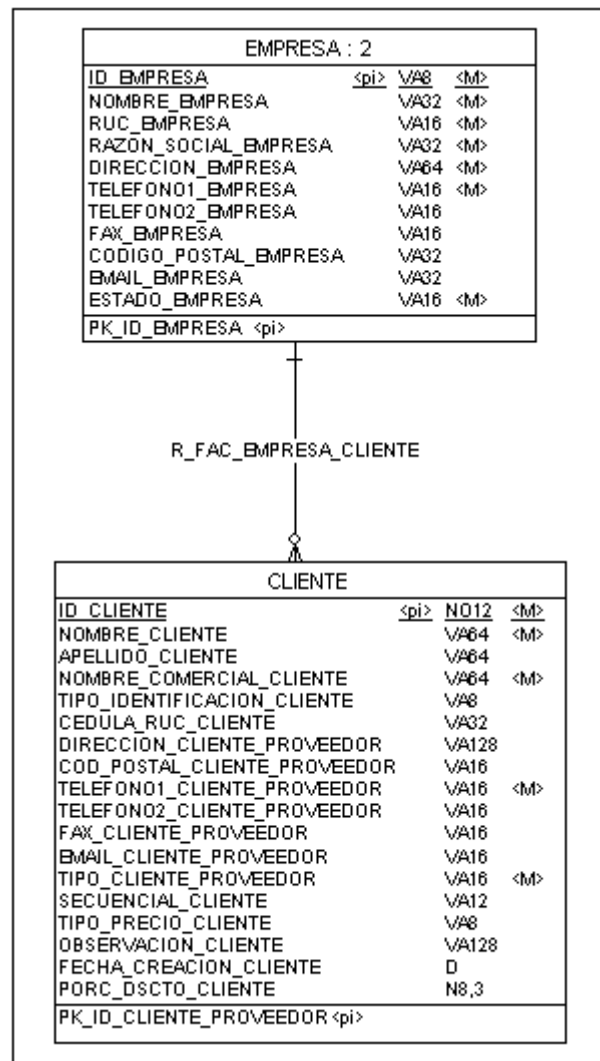 EMPRESA : 2
ID_EMPRESA <pi> VA8 <M>
NOMBRE_EMPRESA VA32 <M>
RUC_EMPRESA VA16 <M>
RAZON_SOCIAL_EMPRESA VA32 <M>
DIRECCION_EMPRESA VA64 <M>
TELEFONO1_EMPRESA VA16 <M>
TELEFONO2_EMPRESA VA16
FAX_EMPRESA VA16
CODIGO_POSTAL_EMPRESA VA32
EMAIL_EMPRESA VA32
ESTADO_EMPRESA VA16 <M>
PK_ID_EMPRESA <pi>
R_FAC_EMPRESA_CLIENTE
CLIENTE
ID_CLIENTE <pi> NO12 <M>
NOMBRE_CLIENTE VA64 <M>
APELLIDO_CLIENTE VA64
NOMBRE_COMERCIAL_CLIENTE VA64 <M>
TIPO_IDENTIFICACION_CLIENTE VA8
CEDULA_RUC_CLIENTE VA32
DIRECCION_CLIENTE_PROVEEDOR VA128
COD_POSTAL_CLIENTE_PROVEEDOR VA16
TELEFONO1_CLIENTE_PROVEEDOR VA16 <M>
TELEFONO2_CLIENTE_PROVEEDOR VA16
FAX_CLIENTE_PROVEEDOR VA16
EMAIL_CLIENTE_PROVEEDOR VA16
TIPO_CLIENTE_PROVEEDOR VA16 <M>
SECUENCIAL_CLIENTE VA12
TIPO_PRECIO_CLIENTE VA8
OBSERVACION_CLIENTE VA128
FECHA_CREACION_CLIENTE D
PORC_DSCTO_CLIENTE N8,3
PK_ID_CLIENTE_PROVEEDOR <pi>